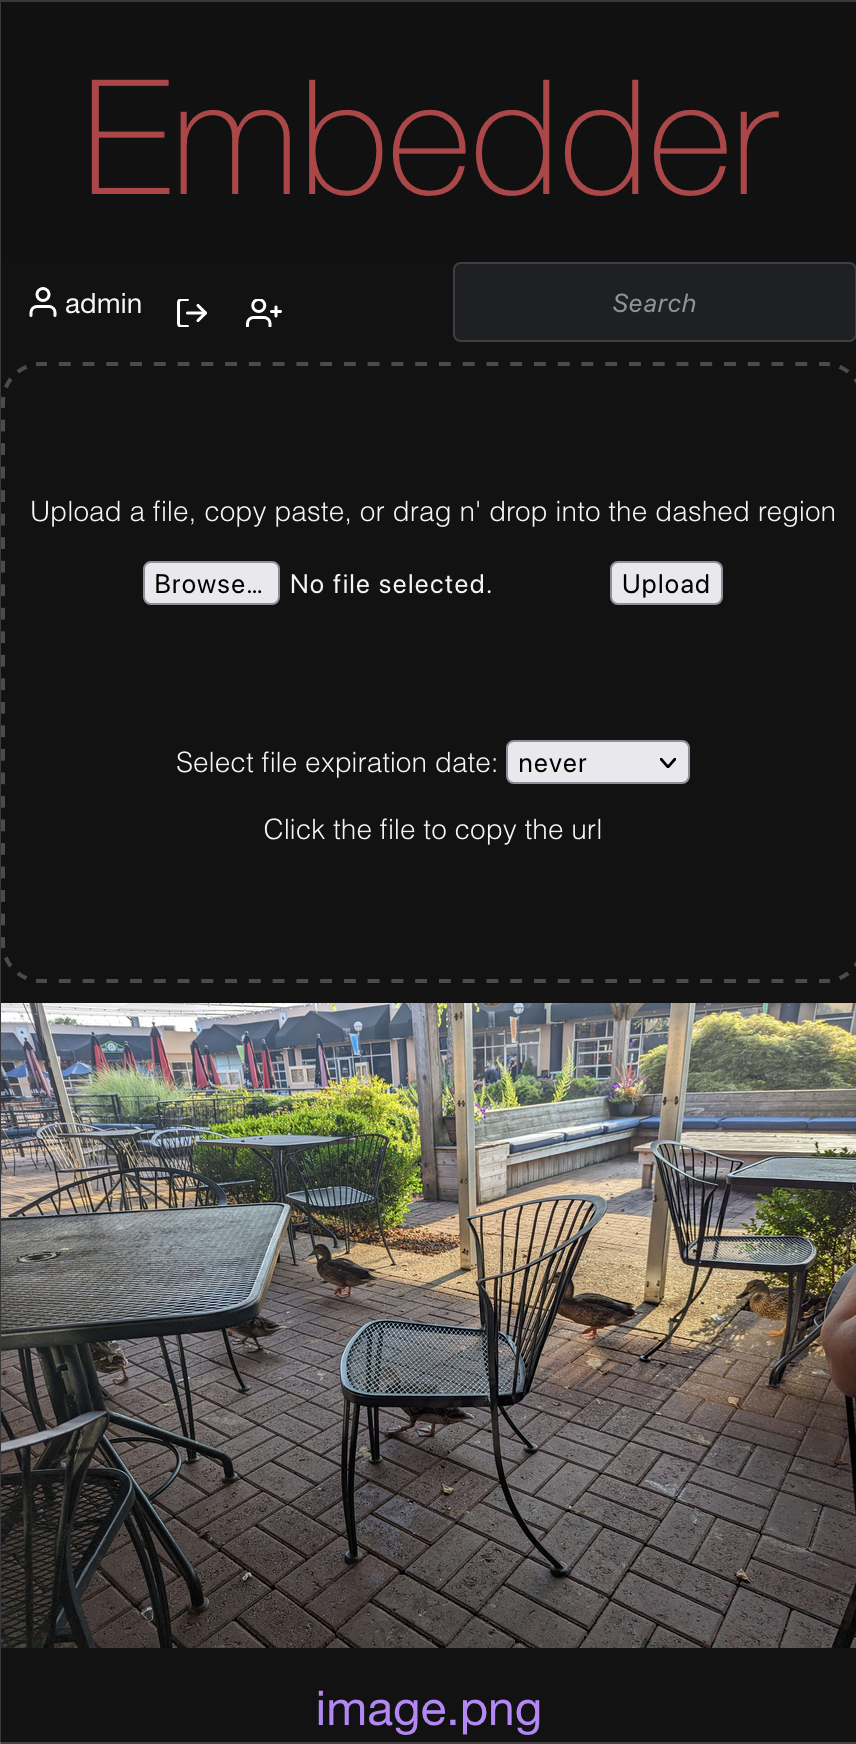 Embedder
admin
Search
Upload a file, copy paste, or drag n' drop into the dashed region
Browse... No file selected. Upload
Select file expiration date: never
Click the file to copy the url
image.png